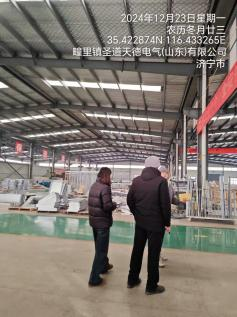 2024年12月23日星期一
农历冬月廿三
35.422874°N,116.433265°E
疃里镇圣道天德电气(山东)有限公司
济宁市